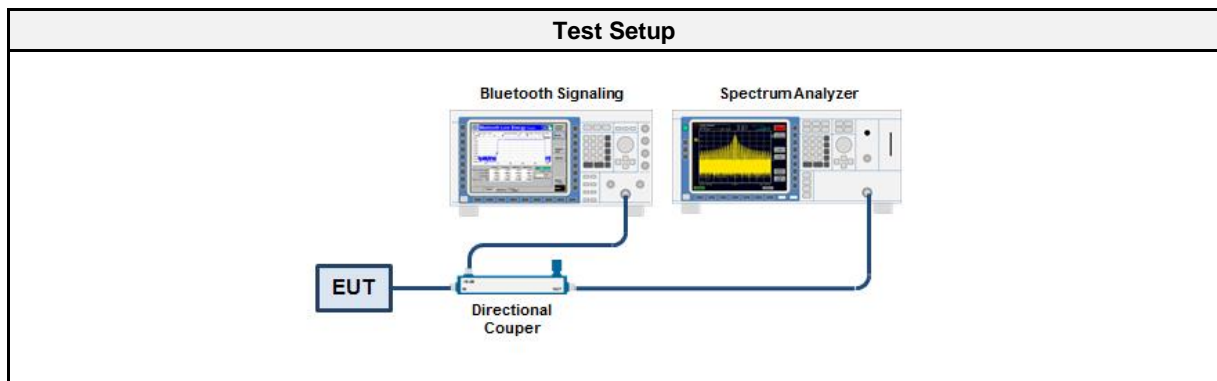 Test Setup
Bluetooth Signaling
Spectrum Analyzer
EUT
Directional
Couper